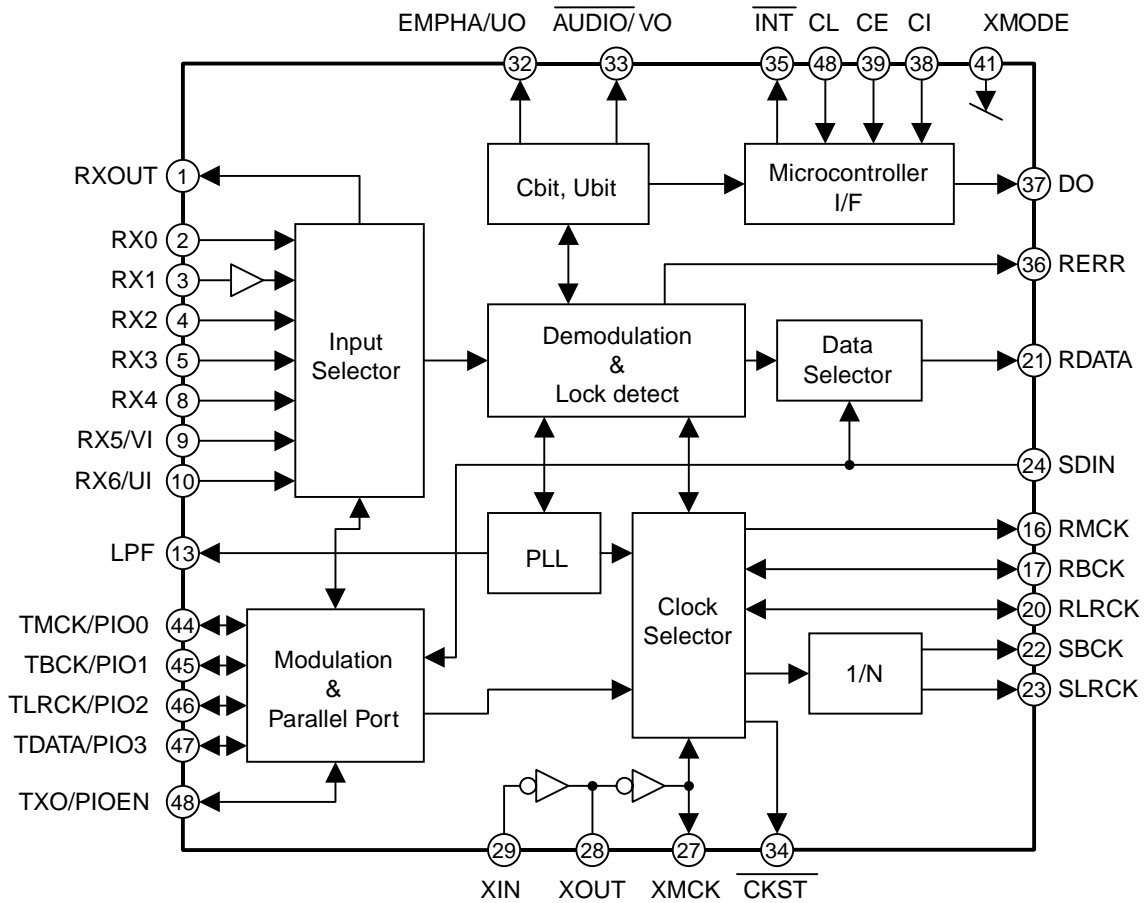 EMPHA/UO AUDIO/VO INT CL CE CI XMODE
32 33 35 48 39 38 41
RXOUT 1
Cbit, Ubit
Microcontroller
I/F
37 DO
RX0 2
RX1 3
RX2 4
RX3 5
RX4 8
RX5/VI 9
RX6/UI 10
Input
Selector
36 RERR
Demodulation
&
Lock detect
Data
Selector
21 RDATA
24 SDIN
LPF 13
PLL
Clock
Selector
16 RMCK
17 RBCK
20 RLRCK
22 SBCK
23 SLRCK
1/N
TMCK/PIO0 44
TBCK/PIO1 45
TLRCK/PIO2 46
TDATA/PIO3 47
TXO/PIOEN 48
Modulation
&
Parallel Port
29 28 27 34
XIN XOUT XMCK CKST